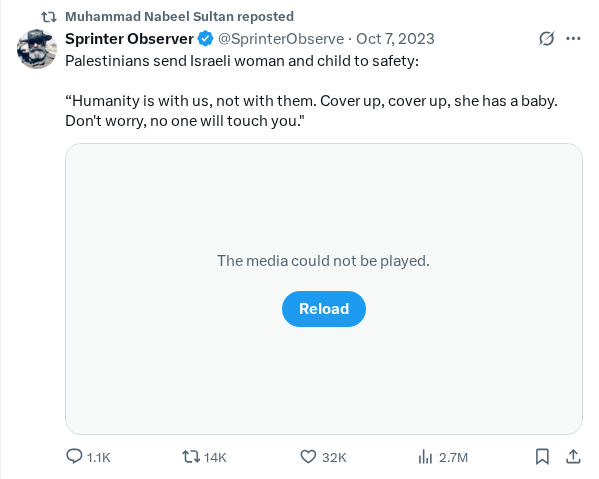 Muhammad Nabeel Sultan reposted
Sprinter Observer @SprinterObserve · Oct 7, 2023
Palestinians send Israeli woman and child to safety:
“Humanity is with us, not with them. Cover up, cover up, she has a baby.
Don't worry, no one will touch you."
The media could not be played.
Reload
1.1K 14K 32K 2.7M